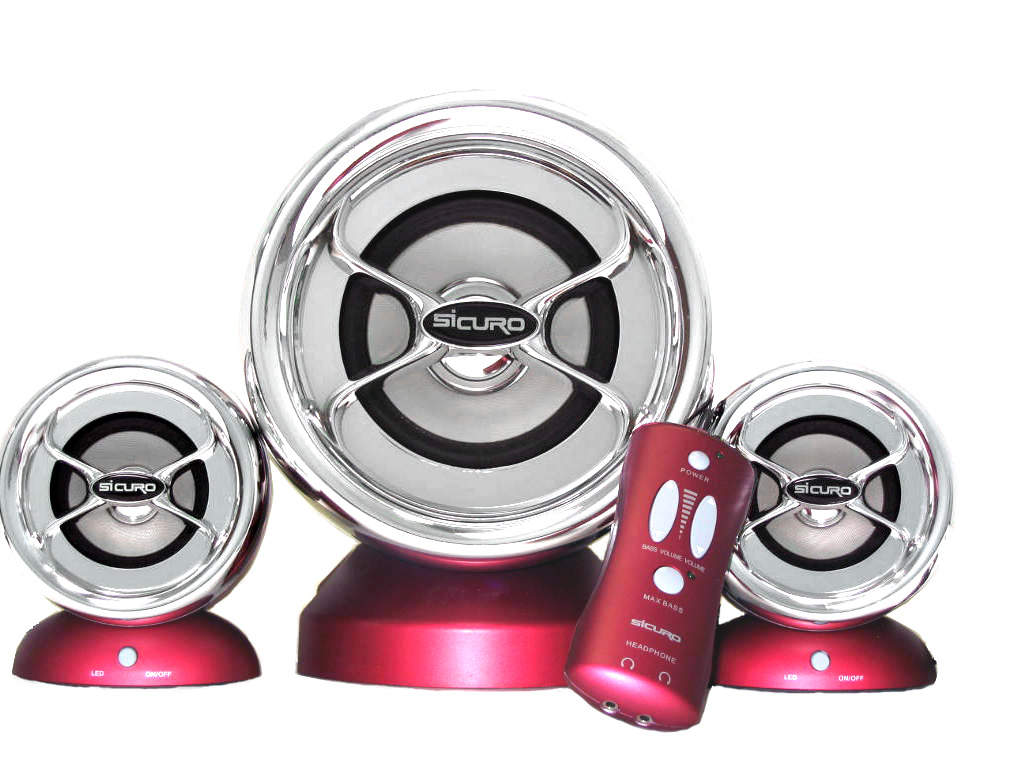 SiCURO
SiCURO
SiCURO
POWER
BASS VOLUME VOLUME
MAX BASS
SiCURO
HEADPHONE
LED ON/OFF
LED ON/OFF